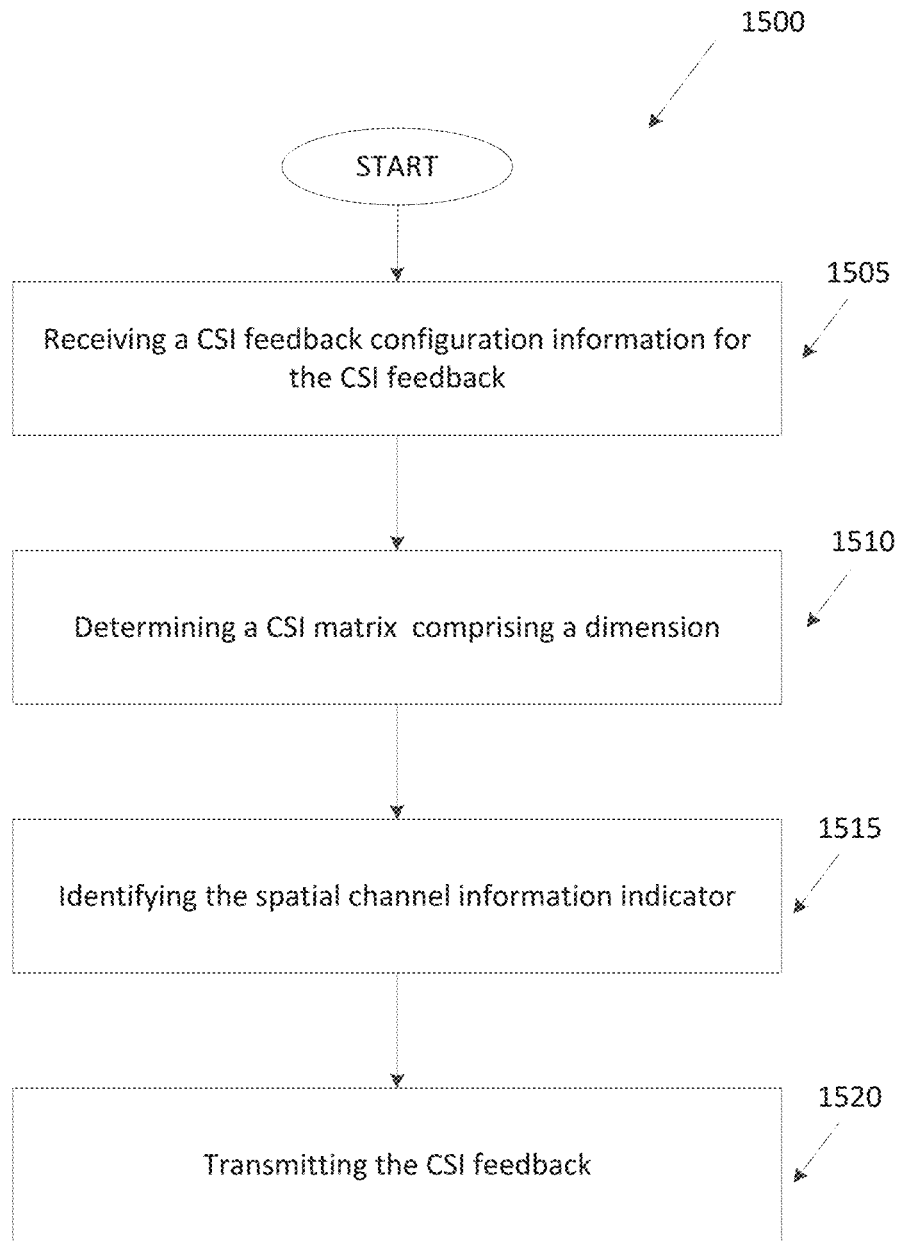 1500
START
1505
Receiving a CSI feedback configuration information for
the CSI feedback
1510
Determining a CSI matrix comprising a dimension
1515
Identifying the spatial channel information indicator
1520
Transmitting the CSI feedback